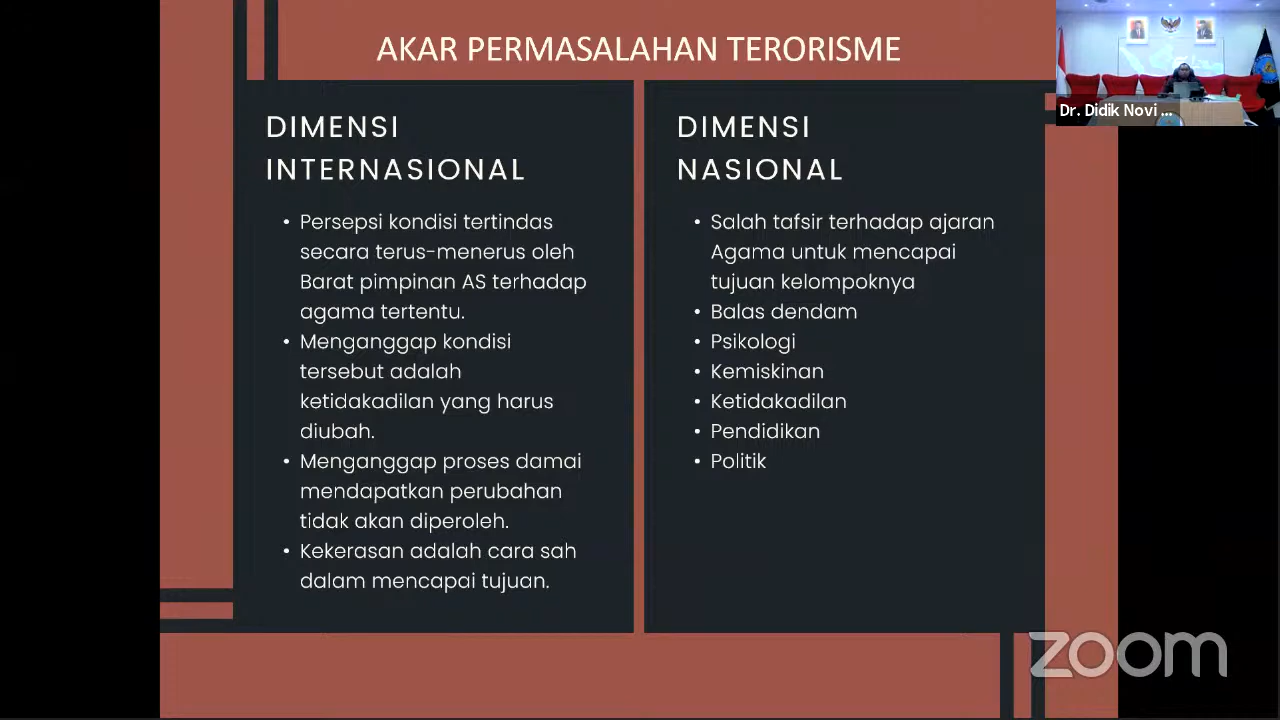 AKAR PERMASALAHAN TERORISME
DIMENSI
INTERNASIONAL
• Persepsi kondisi tertindas
secara terus-menerus oleh
Barat pimpinan AS terhadap
agama tertentu.
• Menganggap kondisi
tersebut adalah
ketidakadilan yang harus
diubah.
• Menganggap proses damai
mendapatkan perubahan
tidak akan diperoleh.
• Kekerasan adalah cara sah
dalam mencapai tujuan.
DIMENSI
NASIONAL
• Salah tafsir terhadap ajaran
Agama untuk mencapai
tujuan kelompoknya
• Balas dendam
• Psikologi
• Kemiskinan
• Ketidakadilan
• Pendidikan
• Politik
Dr. Didik Novi ...
zoom